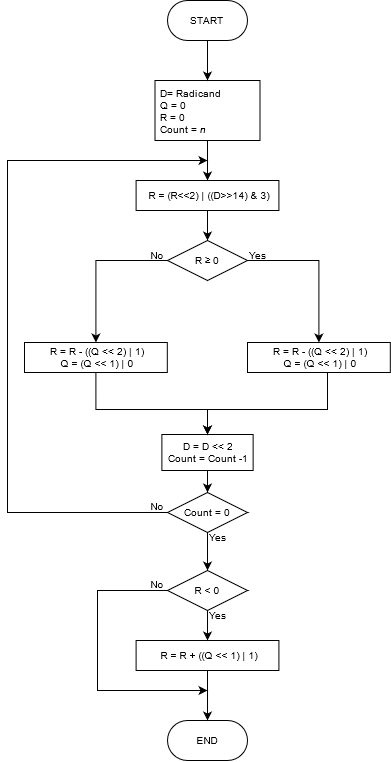 START
D= Radicand
Q = 0
R = 0
Count = n
R = (R<<2) | ((D>>14) & 3)
No
R ≥ 0
Yes
R = R - ((Q << 2) | 1)
Q = (Q << 1) | 0
R = R - ((Q << 2) | 1)
Q = (Q << 1) | 0
D = D << 2
Count = Count -1
No
Count = 0
Yes
No
R < 0
Yes
R = R + ((Q << 1) | 1)
END